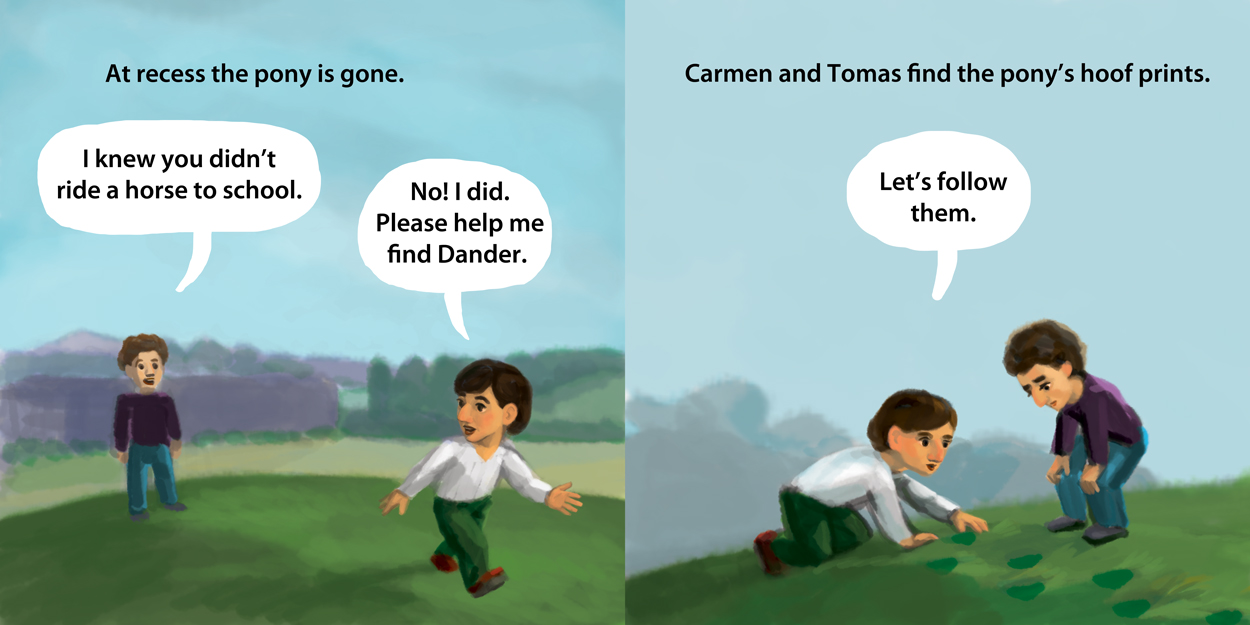 At recess the pony is gone.
I knew you didn’t
ride a horse to school.
No! I did.
Please help me
find Dander.
Carmen and Tomas find the pony’s hoof prints.
Let’s follow
them.